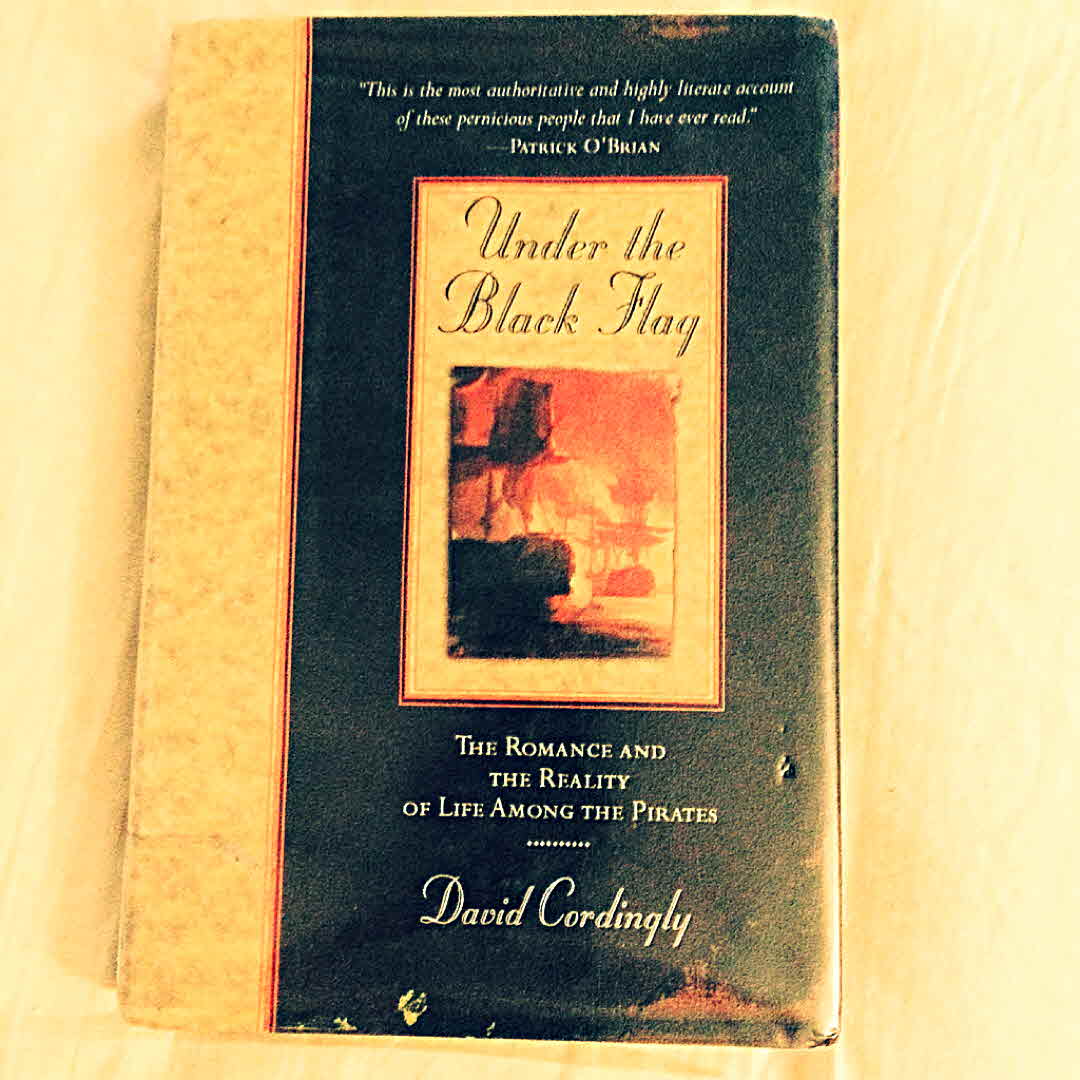 "This is the most authoritative and highly literate account
of these pernicious people that I have ever read."
—PATRICK O'BRIAN
Under the
Black Flag
THE ROMANCE AND
THE REALITY
OF LIFE AMONG THE PIRATES
David Cordingly